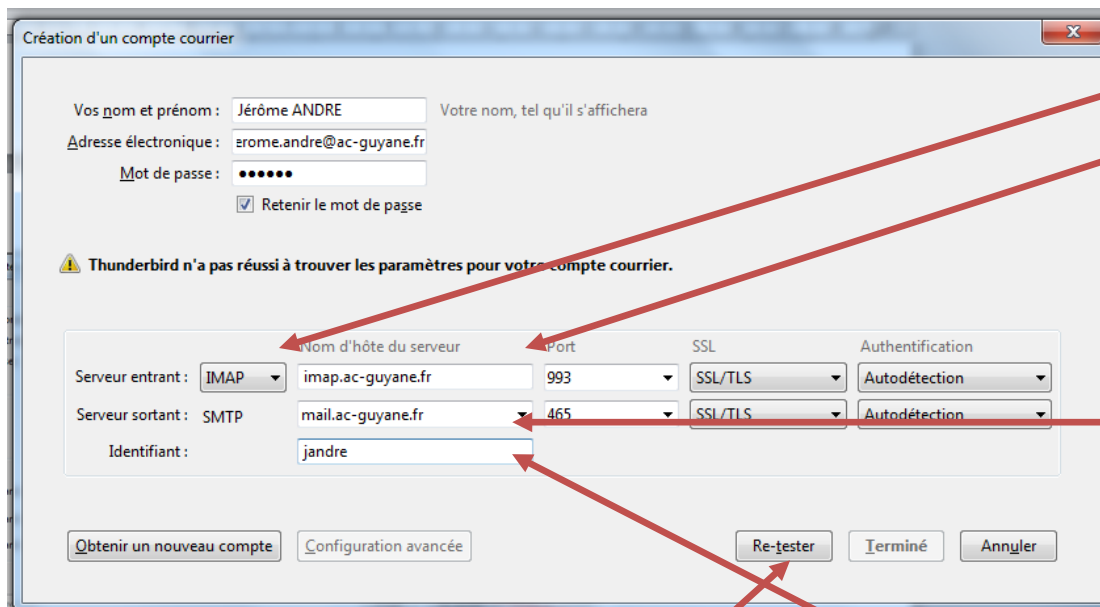 Création d'un compte courrier
Vos nom et prénom : Jérôme ANDRE Votre nom, tel qu'il s'affichera
Adresse électronique : erome.andre@ac-guyane.fr
Mot de passe : ●●●●●●
Retenir le mot de passe
Thunderbird n'a pas réussi à trouver les paramètres pour votre compte courrier.
Nom d'hôte du serveur Port SSL Authentification
Serveur entrant : IMAP imap.ac-guyane.fr 993 SSL/TLS Autodétection
Serveur sortant : SMTP mail.ac-guyane.fr 465 SSL/TLS Autodétection
Identifiant : jandre
Obtenir un nouveau compte Configuration avancée Re-tester Terminé Annuler